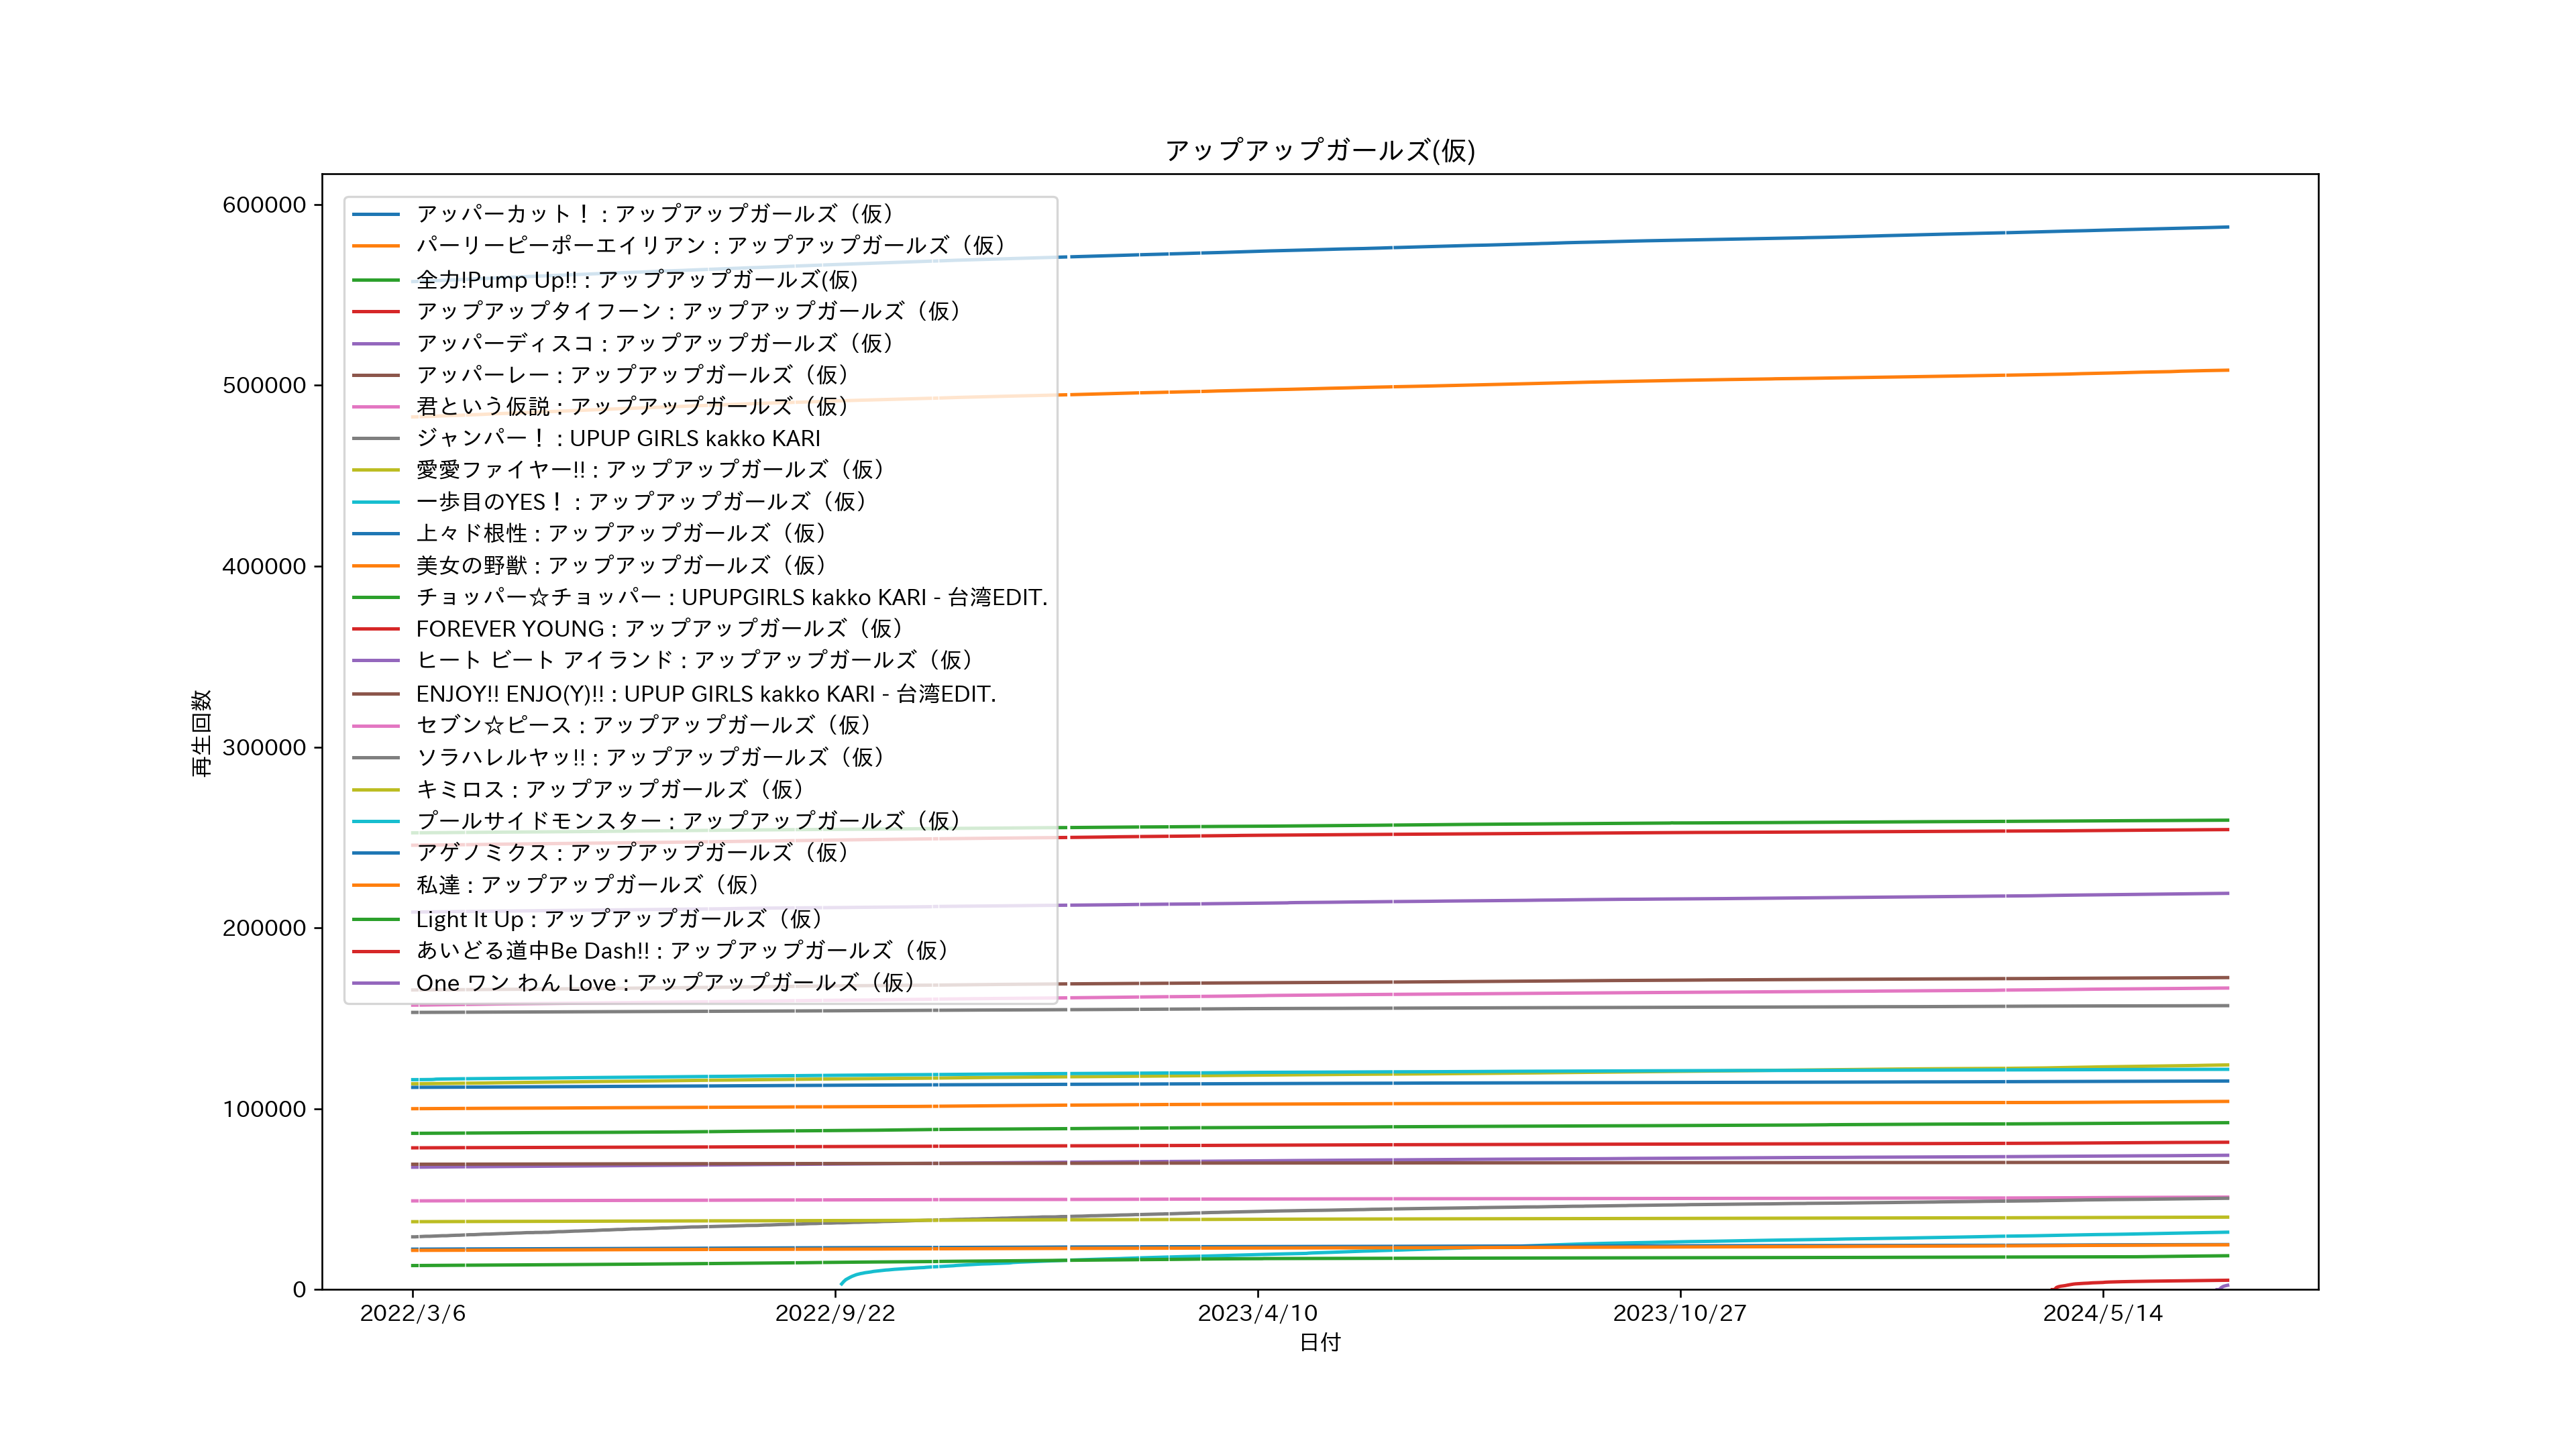 アップアップガールズ(仮)
600000
500000
400000
300000
200000
100000
0
再生回数
アッパーカット！ : アップアップガールズ（仮）
パーリーピーポーエイリアン : アップアップガールズ（仮）
全力!Pump Up!! : アップアップガールズ(仮)
アップアップタイフーン : アップアップガールズ（仮）
アッパーディスコ : アップアップガールズ（仮）
アッパーレー : アップアップガールズ（仮）
君という仮説 : アップアップガールズ（仮）
ジャンパー！ : UPUP GIRLS kakko KARI
愛愛ファイヤー!! : アップアップガールズ（仮）
一歩目のYES！ : アップアップガールズ（仮）
上々ド根性 : アップアップガールズ（仮）
美女の野獣 : アップアップガールズ（仮）
チョッパー☆チョッパー : UPUPGIRLS kakko KARI - 台湾EDIT.
FOREVER YOUNG : アップアップガールズ（仮）
ヒート ビート アイランド : アップアップガールズ（仮）
ENJOY!! ENJO(Y)!! : UPUP GIRLS kakko KARI - 台湾EDIT.
セブン☆ピース : アップアップガールズ（仮）
ソラハレルヤッ!! : アップアップガールズ（仮）
キミロス : アップアップガールズ（仮）
プールサイドモンスター : アップアップガールズ（仮）
アゲノミクス : アップアップガールズ（仮）
私達 : アップアップガールズ（仮）
Light It Up : アップアップガールズ（仮）
あいどる道中Be Dash!! : アップアップガールズ（仮）
One ワン わん Love : アップアップガールズ（仮）
2022/3/6 2022/9/22 2023/4/10 2023/10/27 2024/5/14
日付